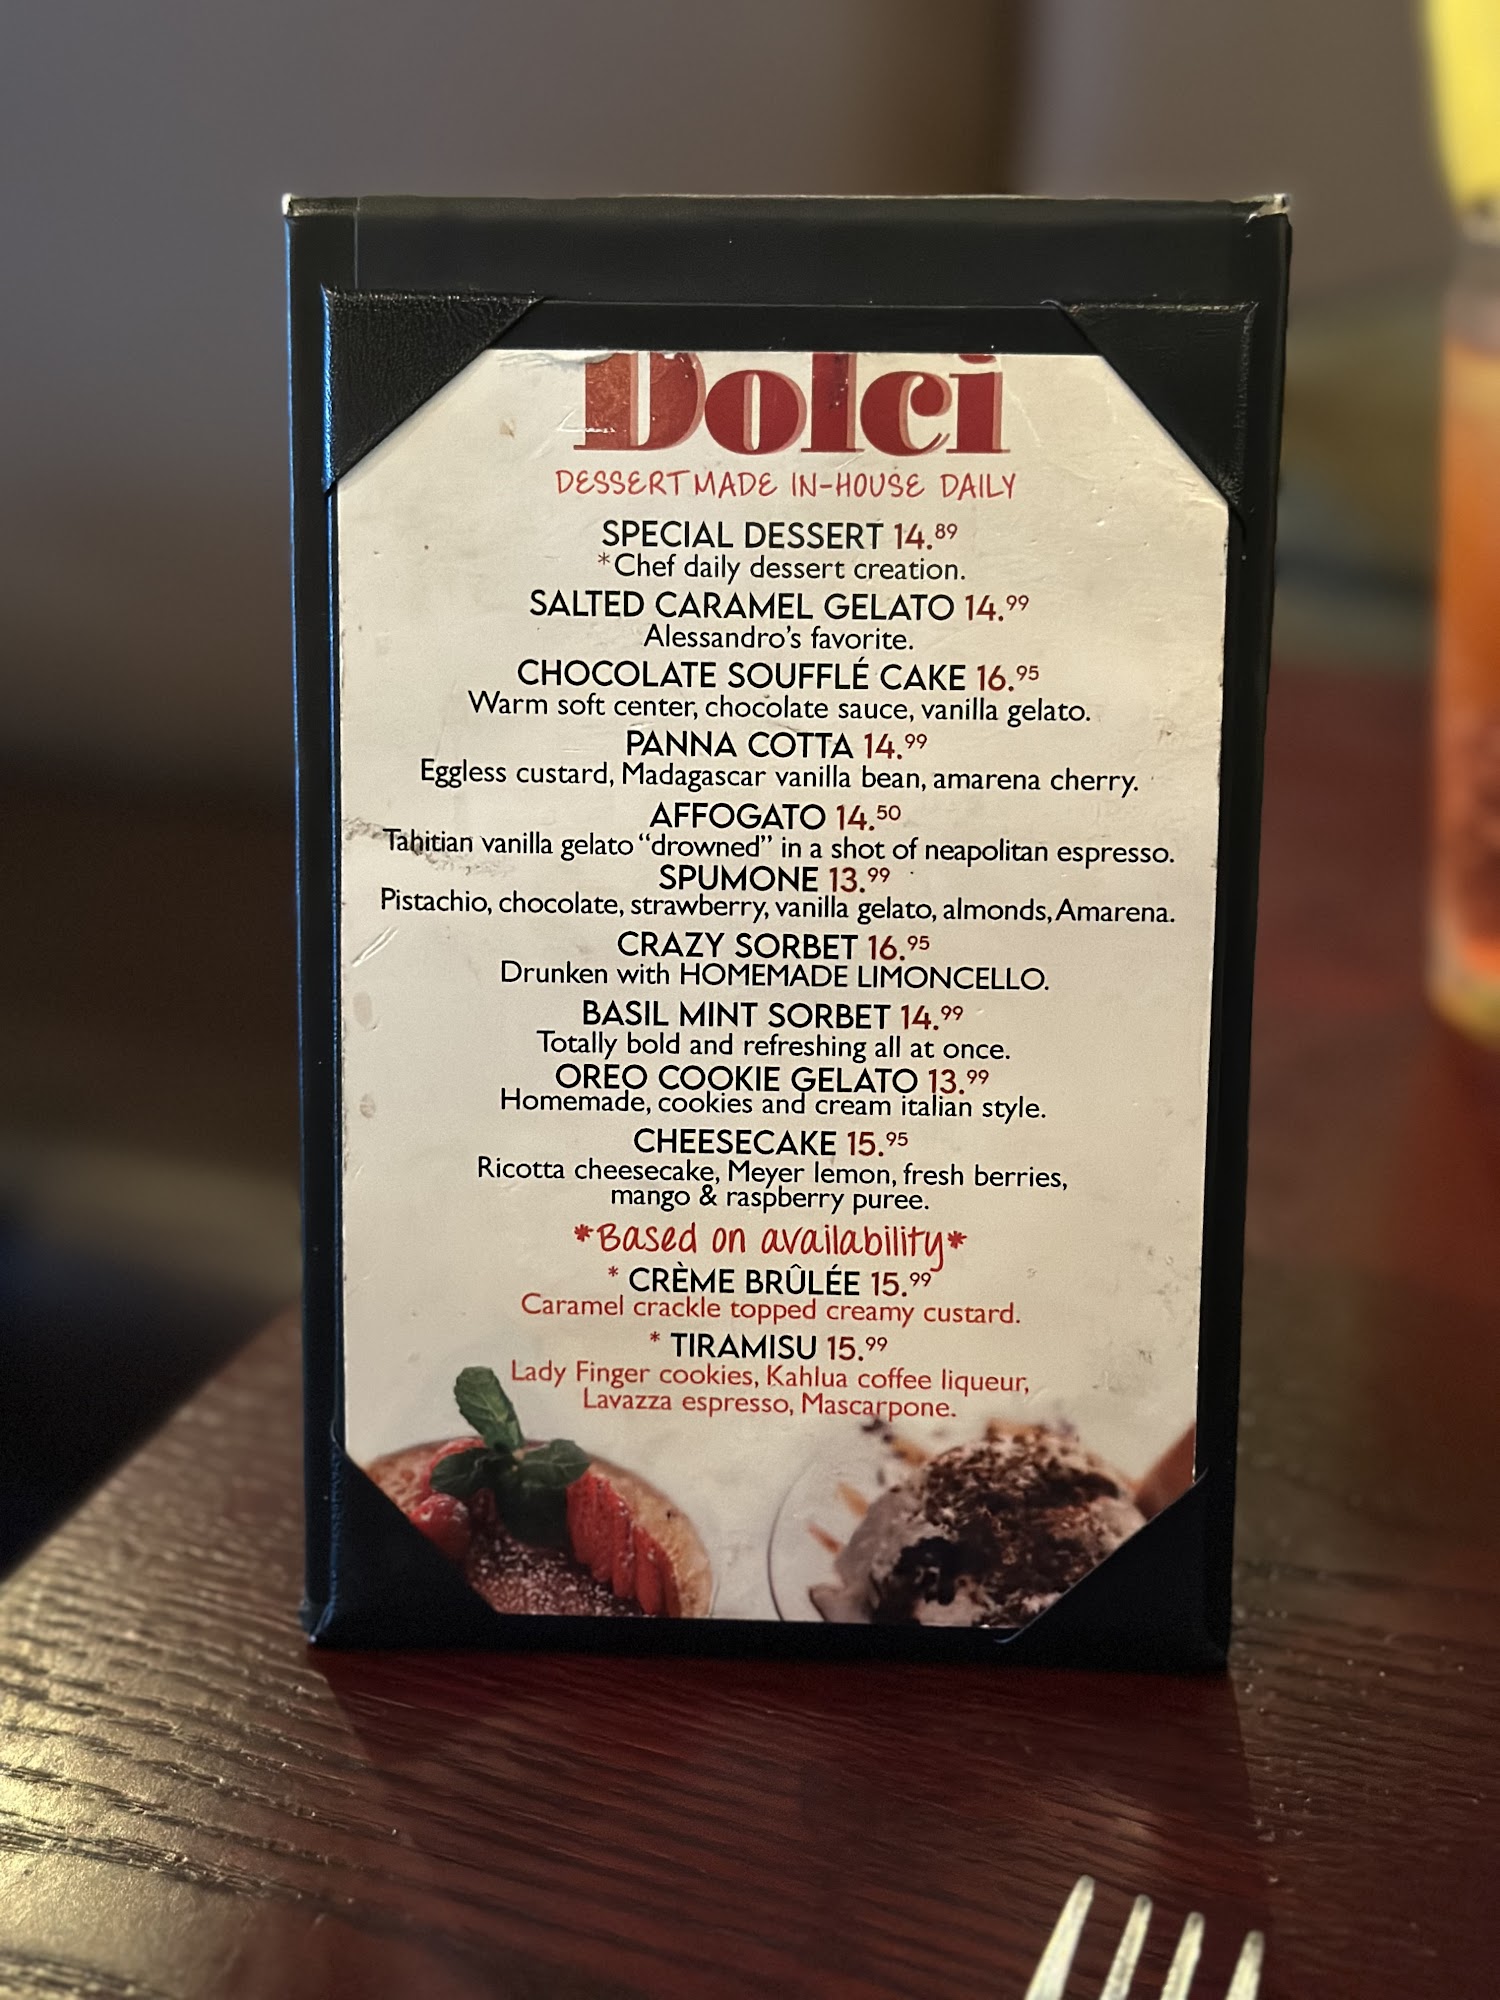 Dolci
DESSERT MADE IN-HOUSE DAILY
SPECIAL DESSERT 14.89
*Chef daily dessert creation.
SALTED CARAMEL GELATO 14.99
Alessandro's favorite.
CHOCOLATE SOUFFLÉ CAKE 16.95
Warm soft center, chocolate sauce, vanilla gelato.
PANNA COTTA 14.99
Eggless custard, Madagascar vanilla bean, amarena cherry.
AFFOGATO 14.50
Tahitian vanilla gelato "drowned" in a shot of neapolitan espresso.
SPUMONE 13.99
Pistachio, chocolate, strawberry, vanilla gelato, almonds, Amarena.
CRAZY SORBET 16.95
Drunken with HOMEMADE LIMONCELLO.
BASIL MINT SORBET 14.99
Totally bold and refreshing all at once.
OREO COOKIE GELATO 13.99
Homemade, cookies and cream italian style.
CHEESECAKE 15.95
Ricotta cheesecake, Meyer lemon, fresh berries,
mango & raspberry puree.
*Based on availability*
* CRÈME BRÛLÉE 15.99
Caramel crackle topped creamy custard.
* TIRAMISU 15.99
Lady Finger cookies, Kahlua coffee liqueur,
Lavazza espresso, Mascarpone.